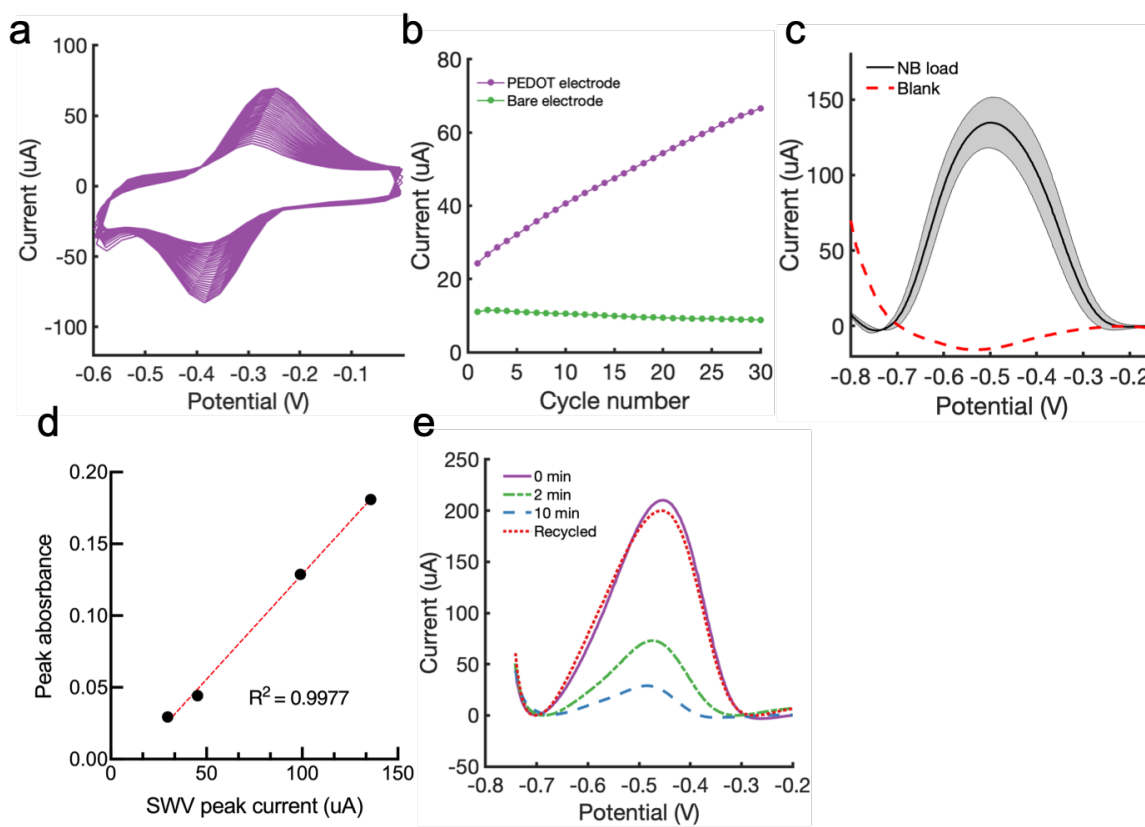 a
100
50
0
-50
-100
Current (uA)
-0.6 -0.5 -0.4 -0.3 -0.2 -0.1
Potential (V)
b
80
60
40
20
0
Current (uA)
PEDOT electrode
Bare electrode
0 5 10 15 20 25 30
Cycle number
c
150
100
50
0
Current (uA)
NB load
Blank
-0.8 -0.7 -0.6 -0.5 -0.4 -0.3 -0.2
Potential (V)
d
0.20
0.15
0.10
0.05
0.00
Peak abosrbance
R² = 0.9977
0 50 100 150
SWV peak current (uA)
e
250
200
150
100
50
0
-50
Current (uA)
0 min
2 min
10 min
Recycled
-0.8 -0.7 -0.6 -0.5 -0.4 -0.3 -0.2
Potential (V)